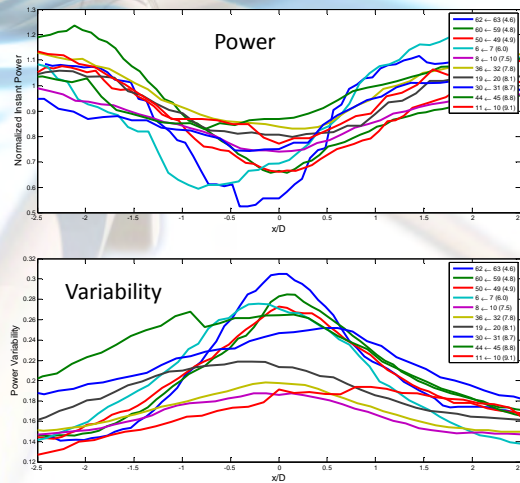 Power
Normalized Instant Power
1.3
1.2
1.1
1
0.9
0.8
0.7
0.6
0.5
-2.5 -2 -1.5 -1 -0.5 0 0.5 1 1.5 2
x/D
62 ← 63 (4.6)
60 ← 59 (4.8)
50 ← 49 (4.9)
6 ← 7 (6.0)
8 ← 10 (7.5)
36 ← 32 (7.8)
19 ← 20 (8.1)
30 ← 31 (8.7)
44 ← 45 (8.8)
11 ← 10 (9.1)
Variability
Power Variability
0.32
0.3
0.28
0.26
0.24
0.22
0.2
0.18
0.16
0.14
0.12
-2.5 -2 -1.5 -1 -0.5 0 0.5 1 1.5 2 2.5
x/D
62 ← 63 (4.6)
60 ← 59 (4.8)
50 ← 49 (4.9)
6 ← 7 (6.0)
8 ← 10 (7.5)
36 ← 32 (7.8)
19 ← 20 (8.1)
30 ← 31 (8.7)
44 ← 45 (8.8)
11 ← 10 (9.1)